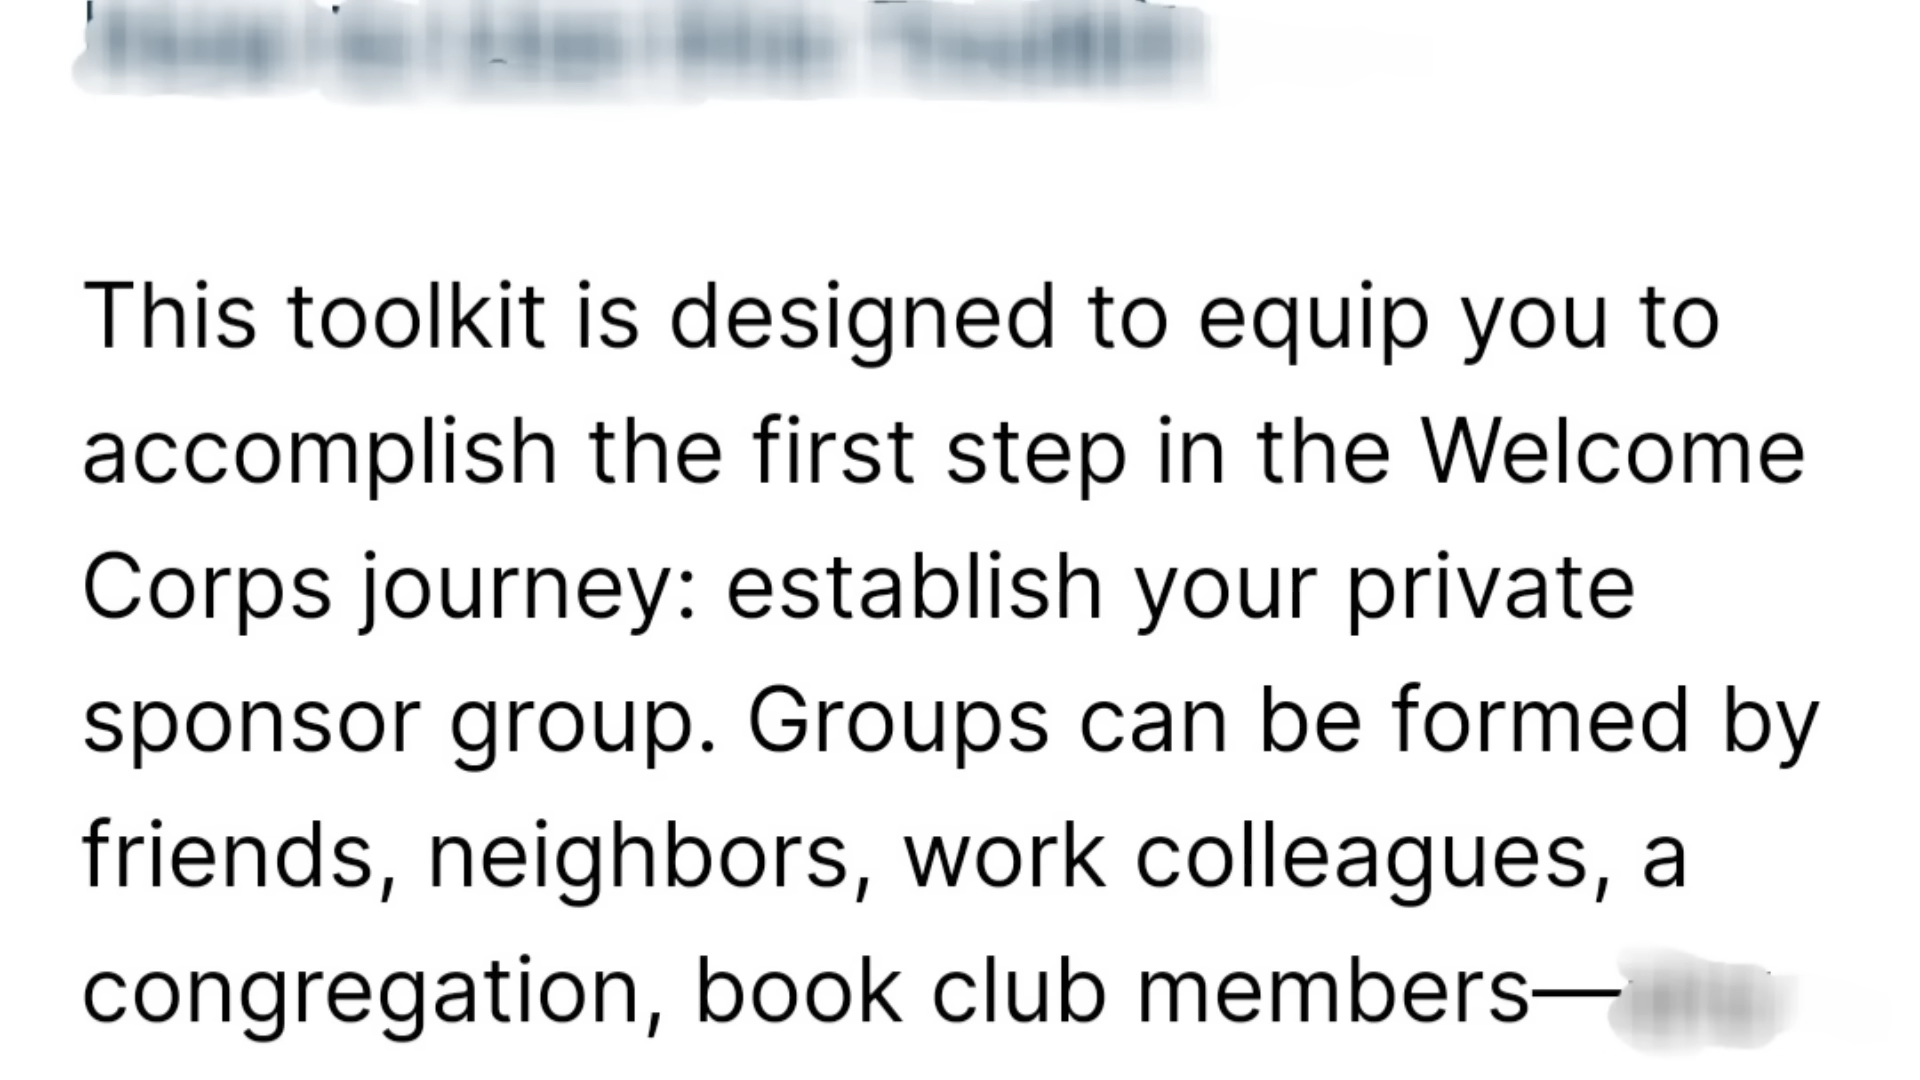 This toolkit is designed to equip you to
accomplish the first step in the Welcome
Corps journey: establish your private
sponsor group. Groups can be formed by
friends, neighbors, work colleagues, a
congregation, book club members—